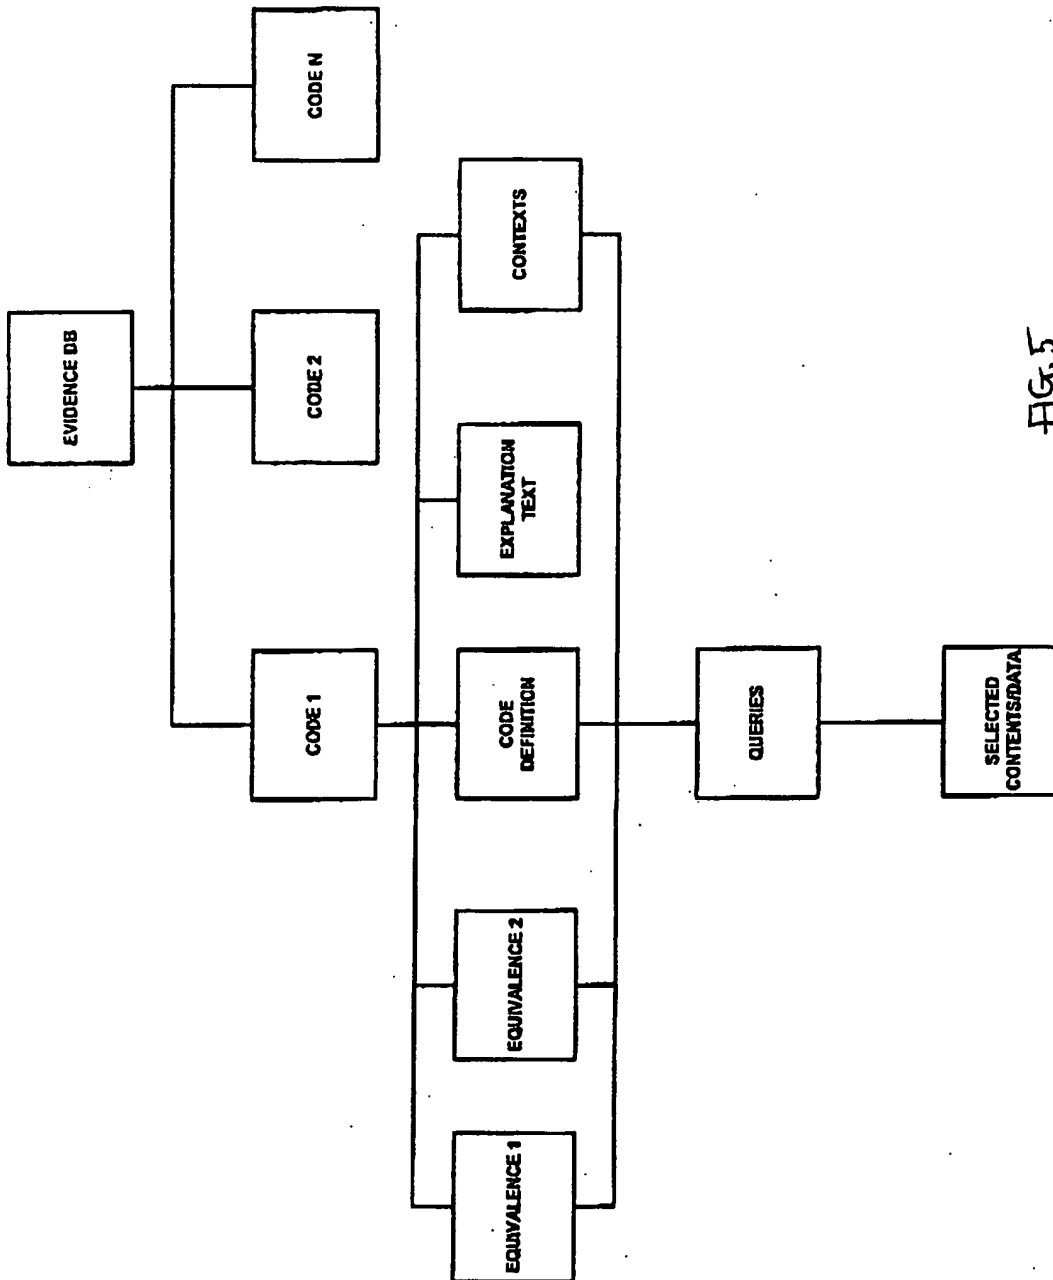 EVIDENCE DB
CODE 1
CODE 2
CODE N
EQUIVALENCE 1
EQUIVALENCE 2
CODE
DEFINITION
EXPLANATION
TEXT
CONTEXTS
QUERIES
SELECTED
CONTENTS/DATA
FIG. 5